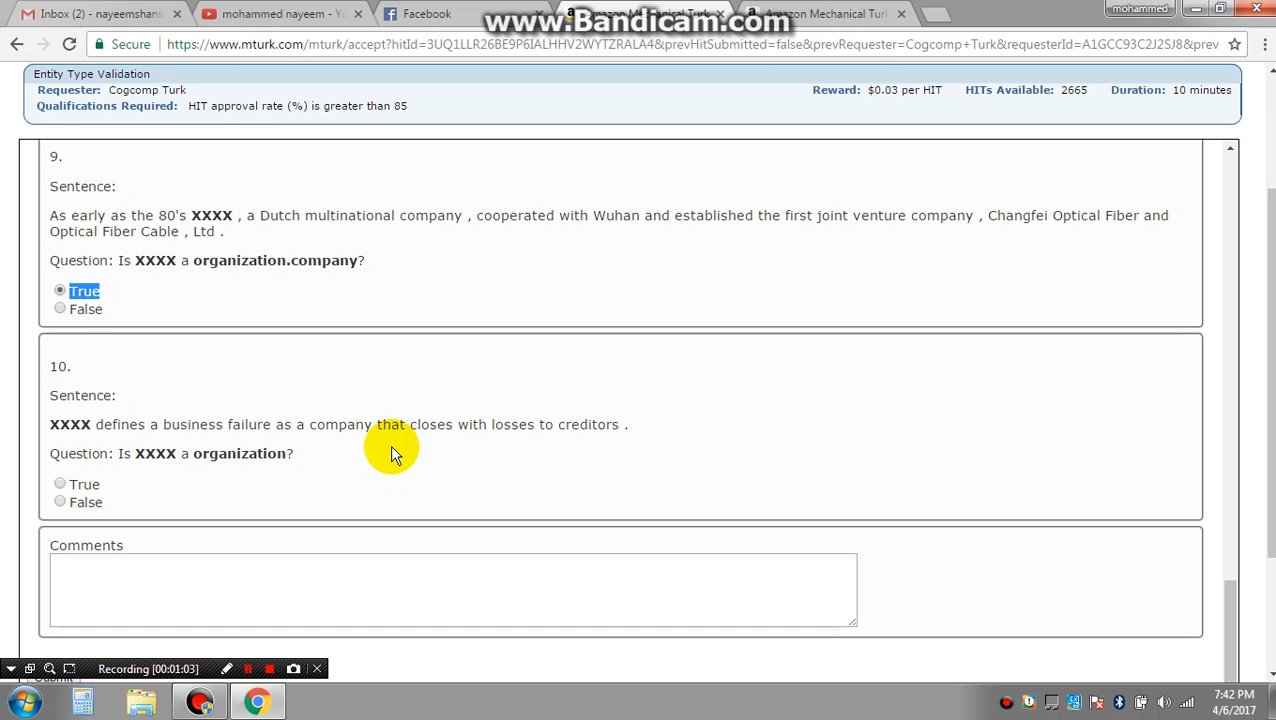 Inbox (2) - nayeemshans
mohammed nayeem - Yo
Facebook
Amazon Mechanical Turk
Amazon Mechanical Turk
mohammed
www.Bandicam.com
Secure
https://www.mturk.com/mturk/accept?hitId=3UQ1LLR26BE9P6IALHHV2WYTZRALA4&prevHitSubmitted=false&prevRequester=Cogcomp+Turk&requesterId=A1GCC93C2J2SJ8&prev
Entity Type Validation
Requester: Cogcomp Turk
Reward: $0.03 per HIT
HITs Available: 2665
Duration: 10 minutes
Qualifications Required: HIT approval rate (%) is greater than 85
9.
Sentence:
As early as the 80's XXXX , a Dutch multinational company , cooperated with Wuhan and established the first joint venture company , Changfei Optical Fiber and
Optical Fiber Cable , Ltd .
Question: Is XXXX a organization.company?
True
False
10.
Sentence:
XXXX defines a business failure as a company that closes with losses to creditors .
Question: Is XXXX a organization?
True
False
Comments
Recording [00:01:03]
Submit
7:42 PM
4/6/2017